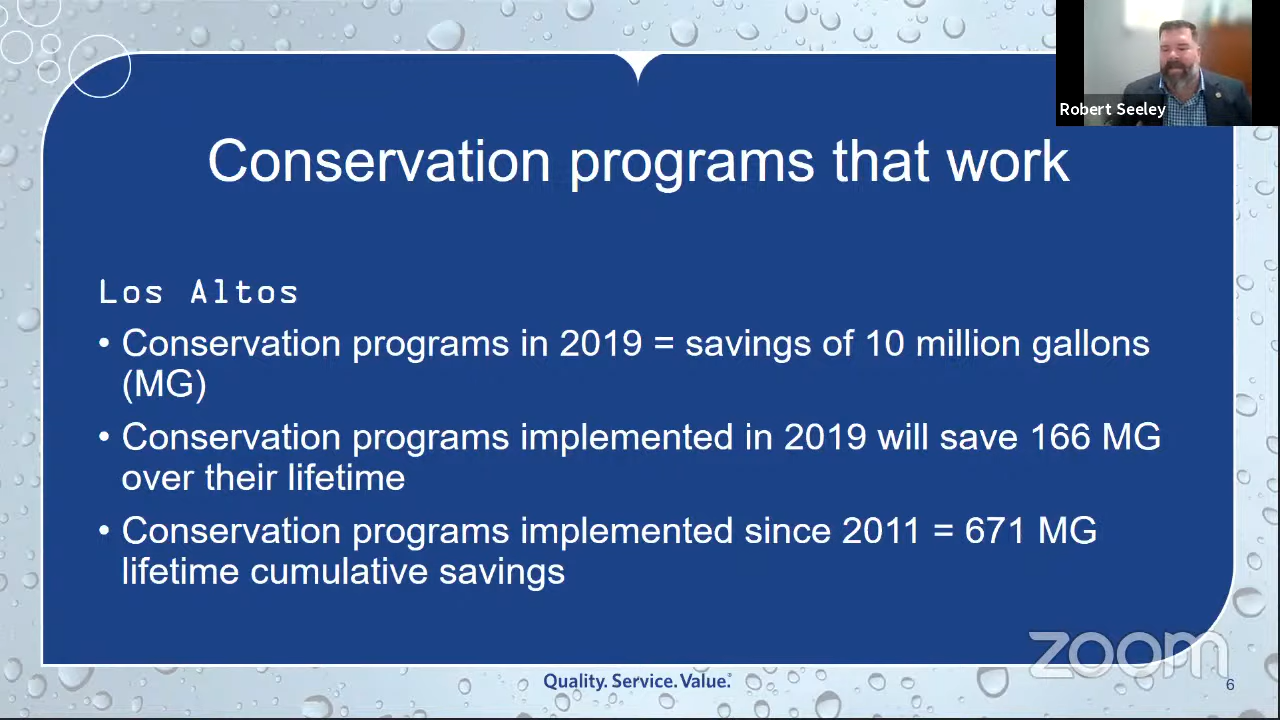 Robert Seeley
Conservation programs that work
Los Altos
• Conservation programs in 2019 = savings of 10 million gallons
(MG)
• Conservation programs implemented in 2019 will save 166 MG
over their lifetime
• Conservation programs implemented since 2011 = 671 MG
lifetime cumulative savings
zoom
Quality. Service. Value.
6